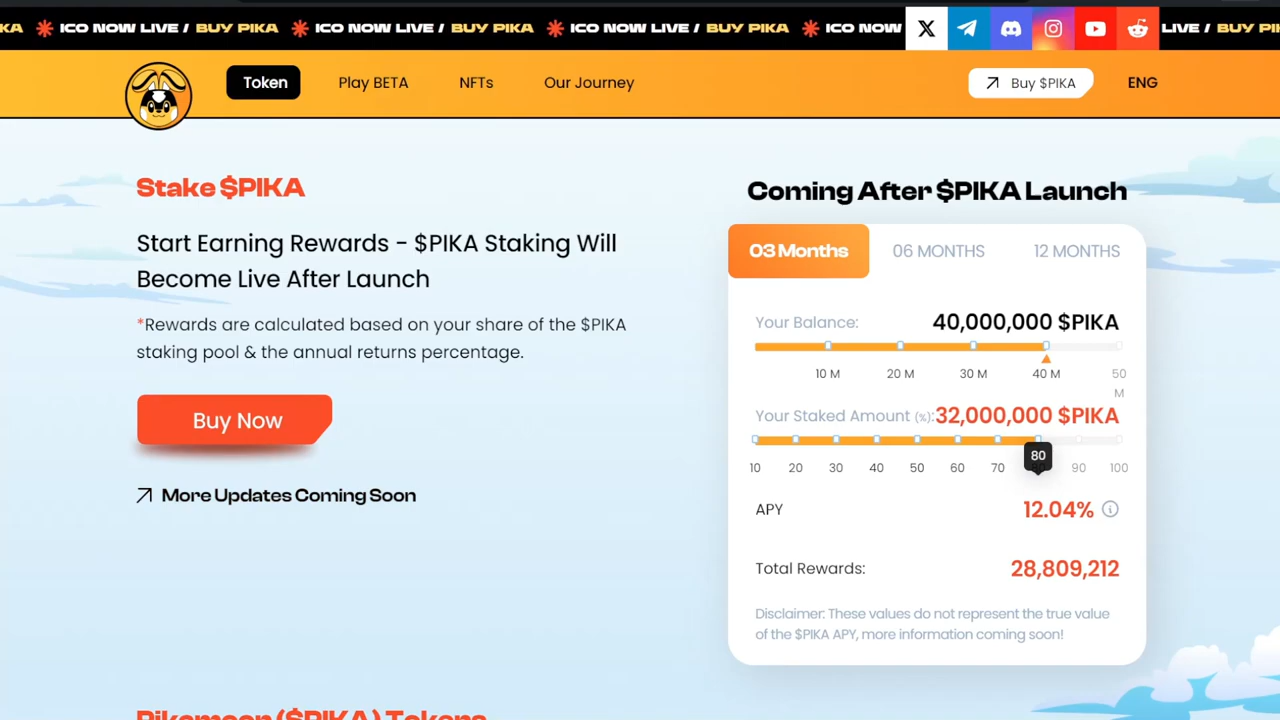 KA ICO NOW LIVE / BUY PIKA ICO NOW LIVE / BUY PIKA ICO NOW LIVE / BUY PIKA ICO NOW LIVE / BUY PI
Token Play BETA NFTs Our Journey Buy $PIKA ENG
Stake $PIKA
Start Earning Rewards - $PIKA Staking Will
Become Live After Launch
*Rewards are calculated based on your share of the $PIKA
staking pool & the annual returns percentage.
Buy Now
More Updates Coming Soon
Coming After $PIKA Launch
03 Months 06 MONTHS 12 MONTHS
Your Balance: 40,000,000 $PIKA
10 M 20 M 30 M 40 M 50
M
Your Staked Amount (%): 32,000,000 $PIKA
80
10 20 30 40 50 60 70 80 90 100
APY 12.04%
Total Rewards: 28,809,212
Disclaimer: These values do not represent the true value
of the $PIKA APY, more information coming soon!
Pikamoon ($PIKA) Tokens